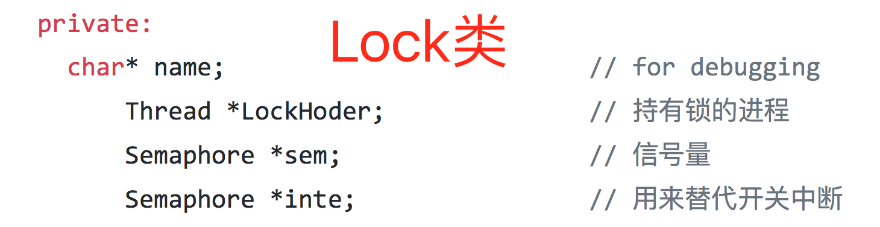 private:
Lock类
char* name; // for debugging
Thread *LockHoder; // 持有锁的进程
Semaphore *sem; // 信号量
Semaphore *inte; // 用来替代开关中断